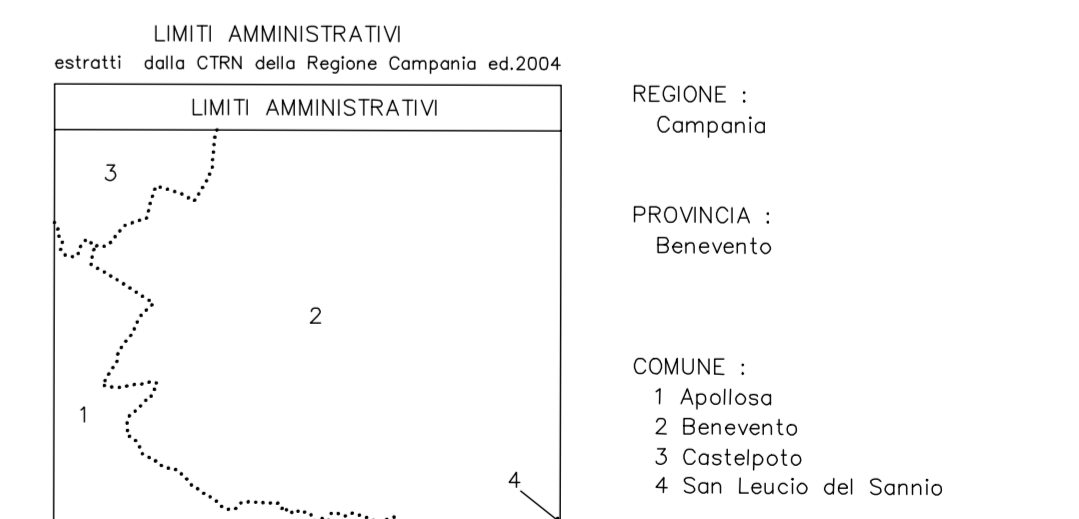 LIMITI AMMINISTRATIVI
estratti dalla CTRN della Regione Campania ed.2004
LIMITI AMMINISTRATIVI
3
2
1
4
REGIONE :
Campania
PROVINCIA :
Benevento
COMUNE :
1 Apollosa
2 Benevento
3 Castelpoto
4 San Leucio del Sannio